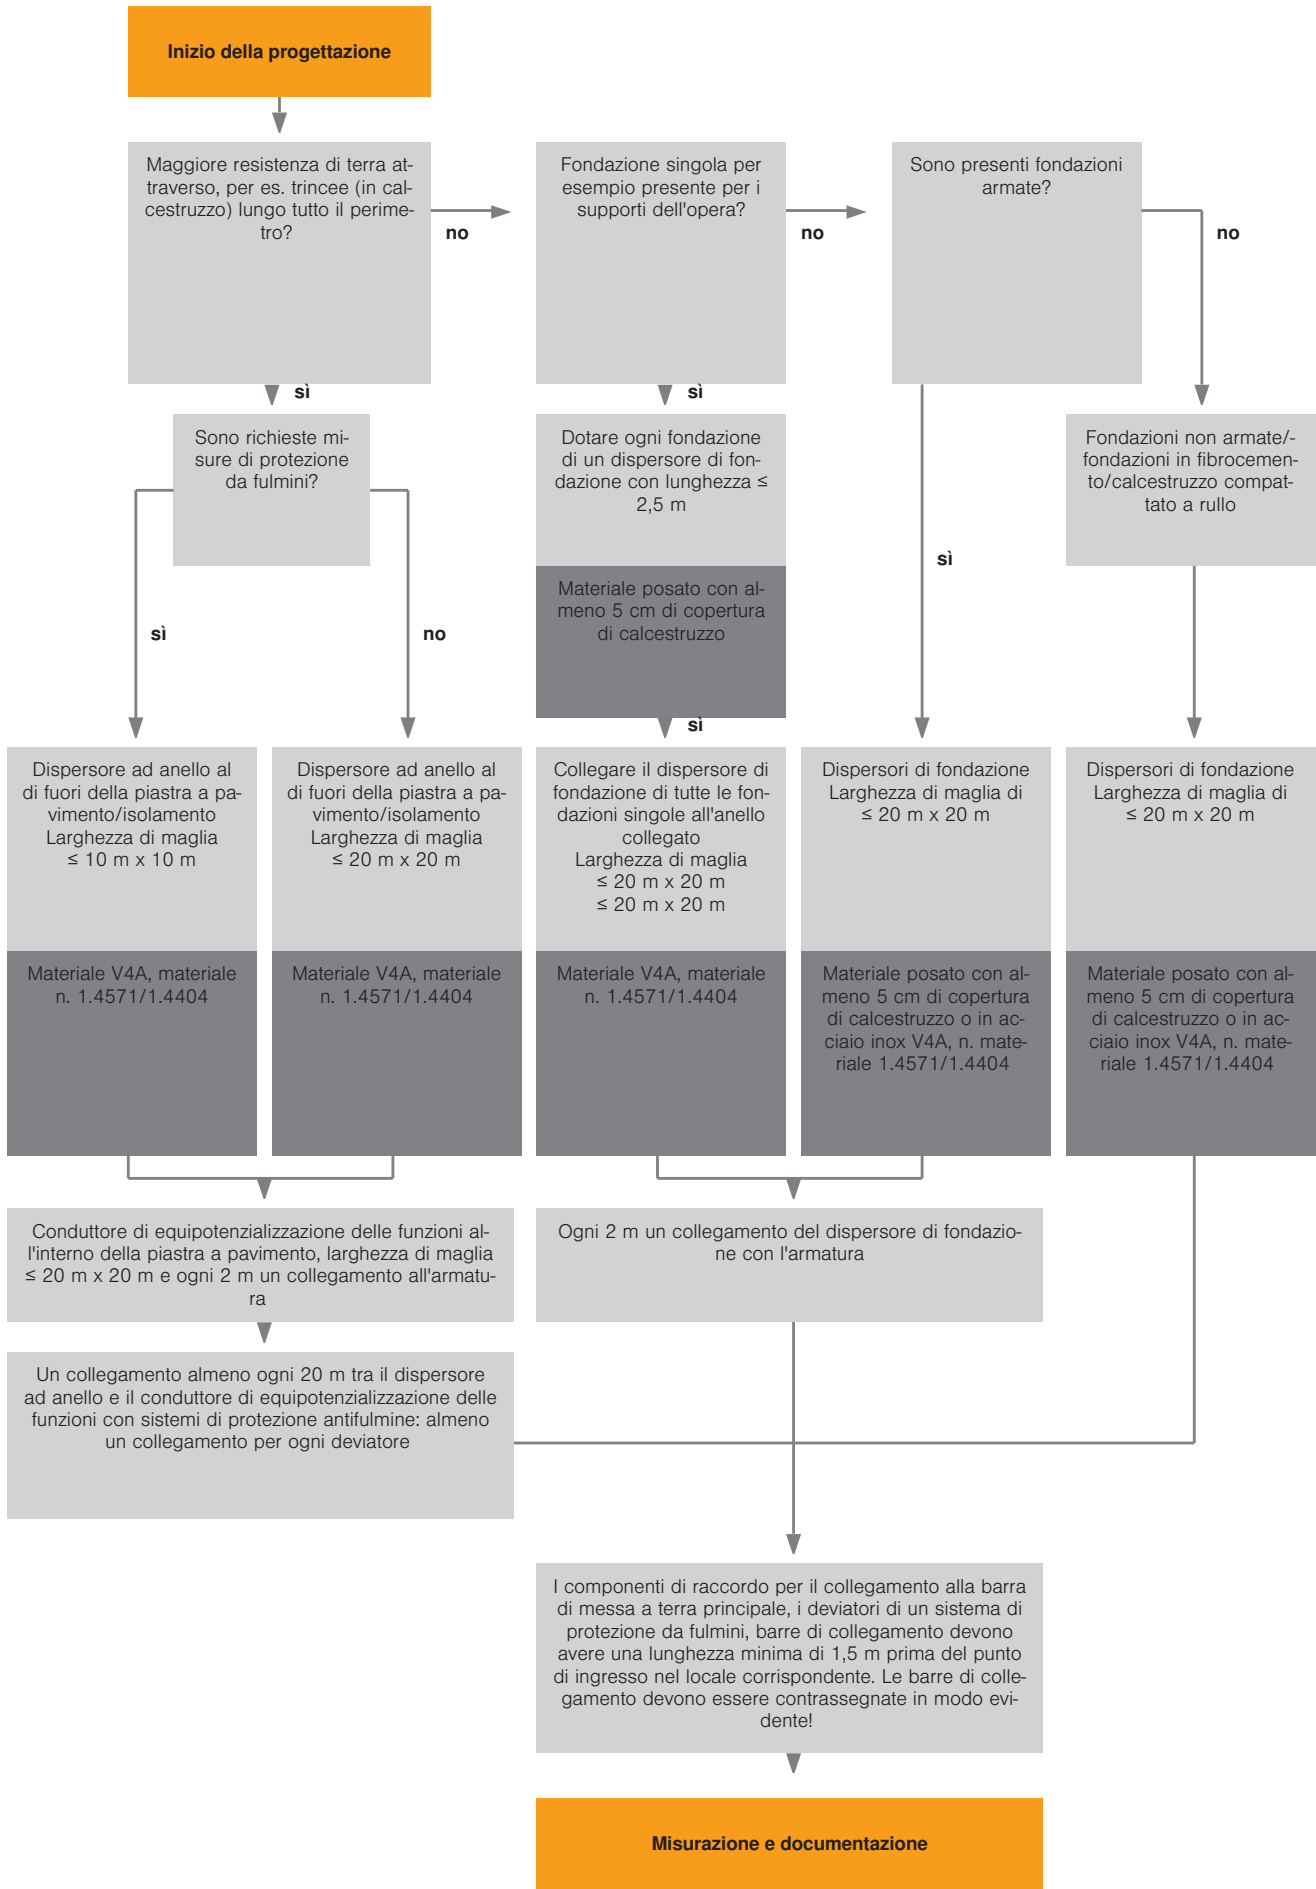 Inizio della progettazione
Maggiore resistenza di terra at-
traverso, per es. trincee (in cal-
cestruzzo) lungo tutto il perime-
tro?
no
Fondazione singola per
esempio presente per i
supporti dell'opera?
no
Sono presenti fondazioni
armate?
no
sì
sì
Sono richieste mi-
sure di protezione
da fulmini?
sì
no
Dotare ogni fondazione
di un dispersore di fon-
dazione con lunghezza ≤
2,5 m
Materiale posato con al-
meno 5 cm di copertura
di calcestruzzo
sì
sì
Fondazioni non armate/-
fondazioni in fibrocemen-
to/calcestruzzo compat-
tato a rullo
Dispersore ad anello al
di fuori della piastra a pa-
vimento/isolamento
Larghezza di maglia
≤ 10 m x 10 m
Materiale V4A, materiale
n. 1.4571/1.4404
Dispersore ad anello al
di fuori della piastra a pa-
vimento/isolamento
Larghezza di maglia
≤ 20 m x 20 m
Materiale V4A, materiale
n. 1.4571/1.4404
Collegare il dispersore di
fondazione di tutte le fon-
dazioni singole all'anello
collegato
Larghezza di maglia
≤ 20 m x 20 m
≤ 20 m x 20 m
Materiale V4A, materiale
n. 1.4571/1.4404
Dispersori di fondazione
Larghezza di maglia di
≤ 20 m x 20 m
Materiale posato con al-
meno 5 cm di copertura
di calcestruzzo o in ac-
ciaio inox V4A, n. mate-
riale 1.4571/1.4404
Dispersori di fondazione
Larghezza di maglia di
≤ 20 m x 20 m
Materiale posato con al-
meno 5 cm di copertura
di calcestruzzo o in ac-
ciaio inox V4A, n. mate-
riale 1.4571/1.4404
Conduttore di equipotenzializzazione delle funzioni al-
l'interno della piastra a pavimento, larghezza di maglia
≤ 20 m x 20 m e ogni 2 m un collegamento all'armatu-
ra
Ogni 2 m un collegamento del dispersore di fondazio-
ne con l'armatura
Un collegamento almeno ogni 20 m tra il dispersore
ad anello e il conduttore di equipotenzializzazione delle
funzioni con sistemi di protezione antifulmine: almeno
un collegamento per ogni deviatore
I componenti di raccordo per il collegamento alla barra
di messa a terra principale, i deviatori di un sistema di
protezione da fulmini, barre di collegamento devono
avere una lunghezza minima di 1,5 m prima del punto
di ingresso nel locale corrispondente. Le barre di colle-
gamento devono essere contrassegnate in modo evi-
dente!
Misurazione e documentazione